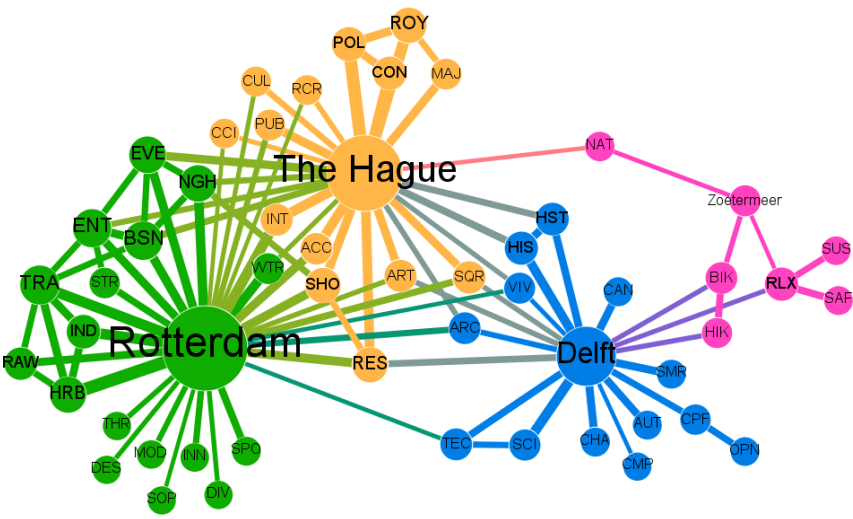 ROY
POL
CON
MAJ
CUL
RCR
PUB
CCI
NAT
EVE
The Hague
NGH
Zoetermeer
INT
HST
ENT
BSN
HIS
ACC
SUS
WTR
ART
SQR
BIK
RLX
STR
TRA
SHO
VIV
CAN
SAF
IND
ARC
HIK
Rotterdam
Delft
RAW
RES
SMR
HRB
THR
AUT
CPF
TEC
SCI
CHA
MOD
INN
SPO
OPN
DES
CMP
SOP
DIV